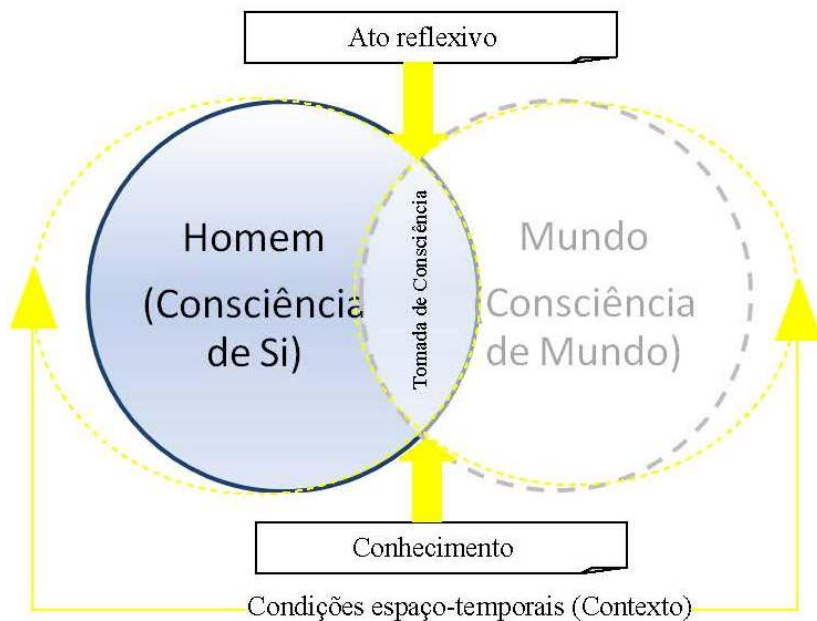 Ato reflexivo
Homem
(Consciência
de Si)
Tomada de Consciência
Mundo
(Consciência
de Mundo)
Conhecimento
Condições espaço-temporais (Contexto)